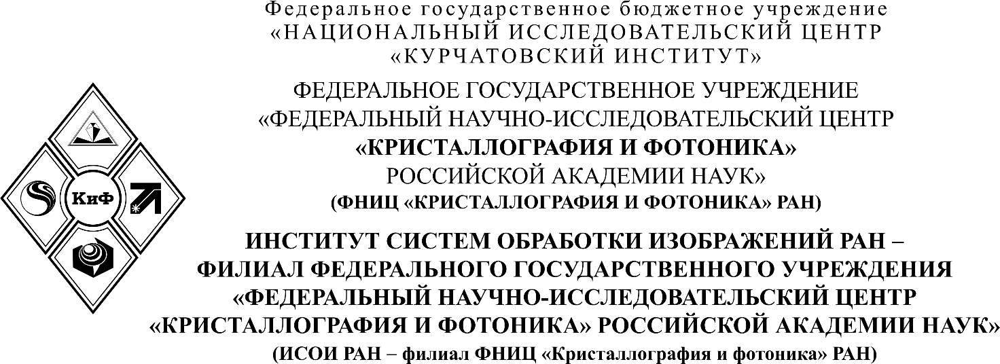 Федеральное государственное бюджетное учреждение
«НАЦИОНАЛЬНЫЙ ИССЛЕДОВАТЕЛЬСКИЙ ЦЕНТР
«КУРЧАТОВСКИЙ ИНСТИТУТ»
ФЕДЕРАЛЬНОЕ ГОСУДАРСТВЕННОЕ УЧРЕЖДЕНИЕ
«ФЕДЕРАЛЬНЫЙ НАУЧНО-ИССЛЕДОВАТЕЛЬСКИЙ ЦЕНТР
«КРИСТАЛЛОГРАФИЯ И ФОТОНИКА»
РОССИЙСКОЙ АКАДЕМИИ НАУК»
(ФНИЦ «КРИСТАЛЛОГРАФИЯ И ФОТОНИКА» РАН)
КиФ
ИНСТИТУТ СИСТЕМ ОБРАБОТКИ ИЗОБРАЖЕНИЙ РАН –
ФИЛИАЛ ФЕДЕРАЛЬНОГО ГОСУДАРСТВЕННОГО УЧРЕЖДЕНИЯ
«ФЕДЕРАЛЬНЫЙ НАУЧНО-ИССЛЕДОВАТЕЛЬСКИЙ ЦЕНТР
«КРИСТАЛЛОГРАФИЯ И ФОТОНИКА» РОССИЙСКОЙ АКАДЕМИИ НАУК»
(ИСОИ РАН – филиал ФНИЦ «Кристаллография и фотоника» РАН)